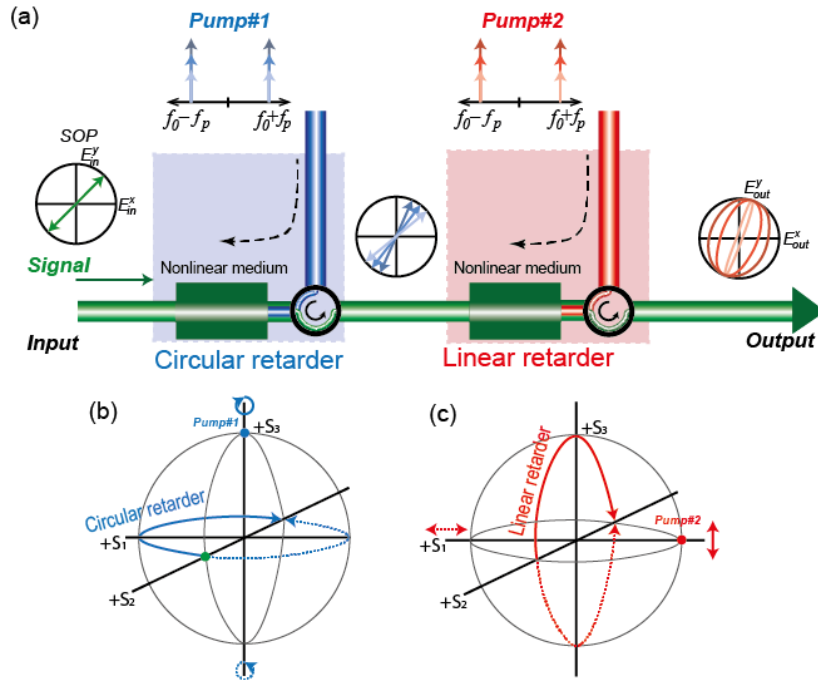 (a)
Pump#1
Pump#2
f₀−fₚ
f₀+fₚ
f₀−fₚ
f₀+fₚ
SOP
E_in^y
E_in^x
E_out^y
E_out^x
Signal
Nonlinear medium
Nonlinear medium
Input
Output
Circular retarder
Linear retarder
(b)
(c)
Pump#1
+S₃
+S₃
Circular retarder
Linear retarder
Pump#2
+S₁
+S₁
+S₂
+S₂